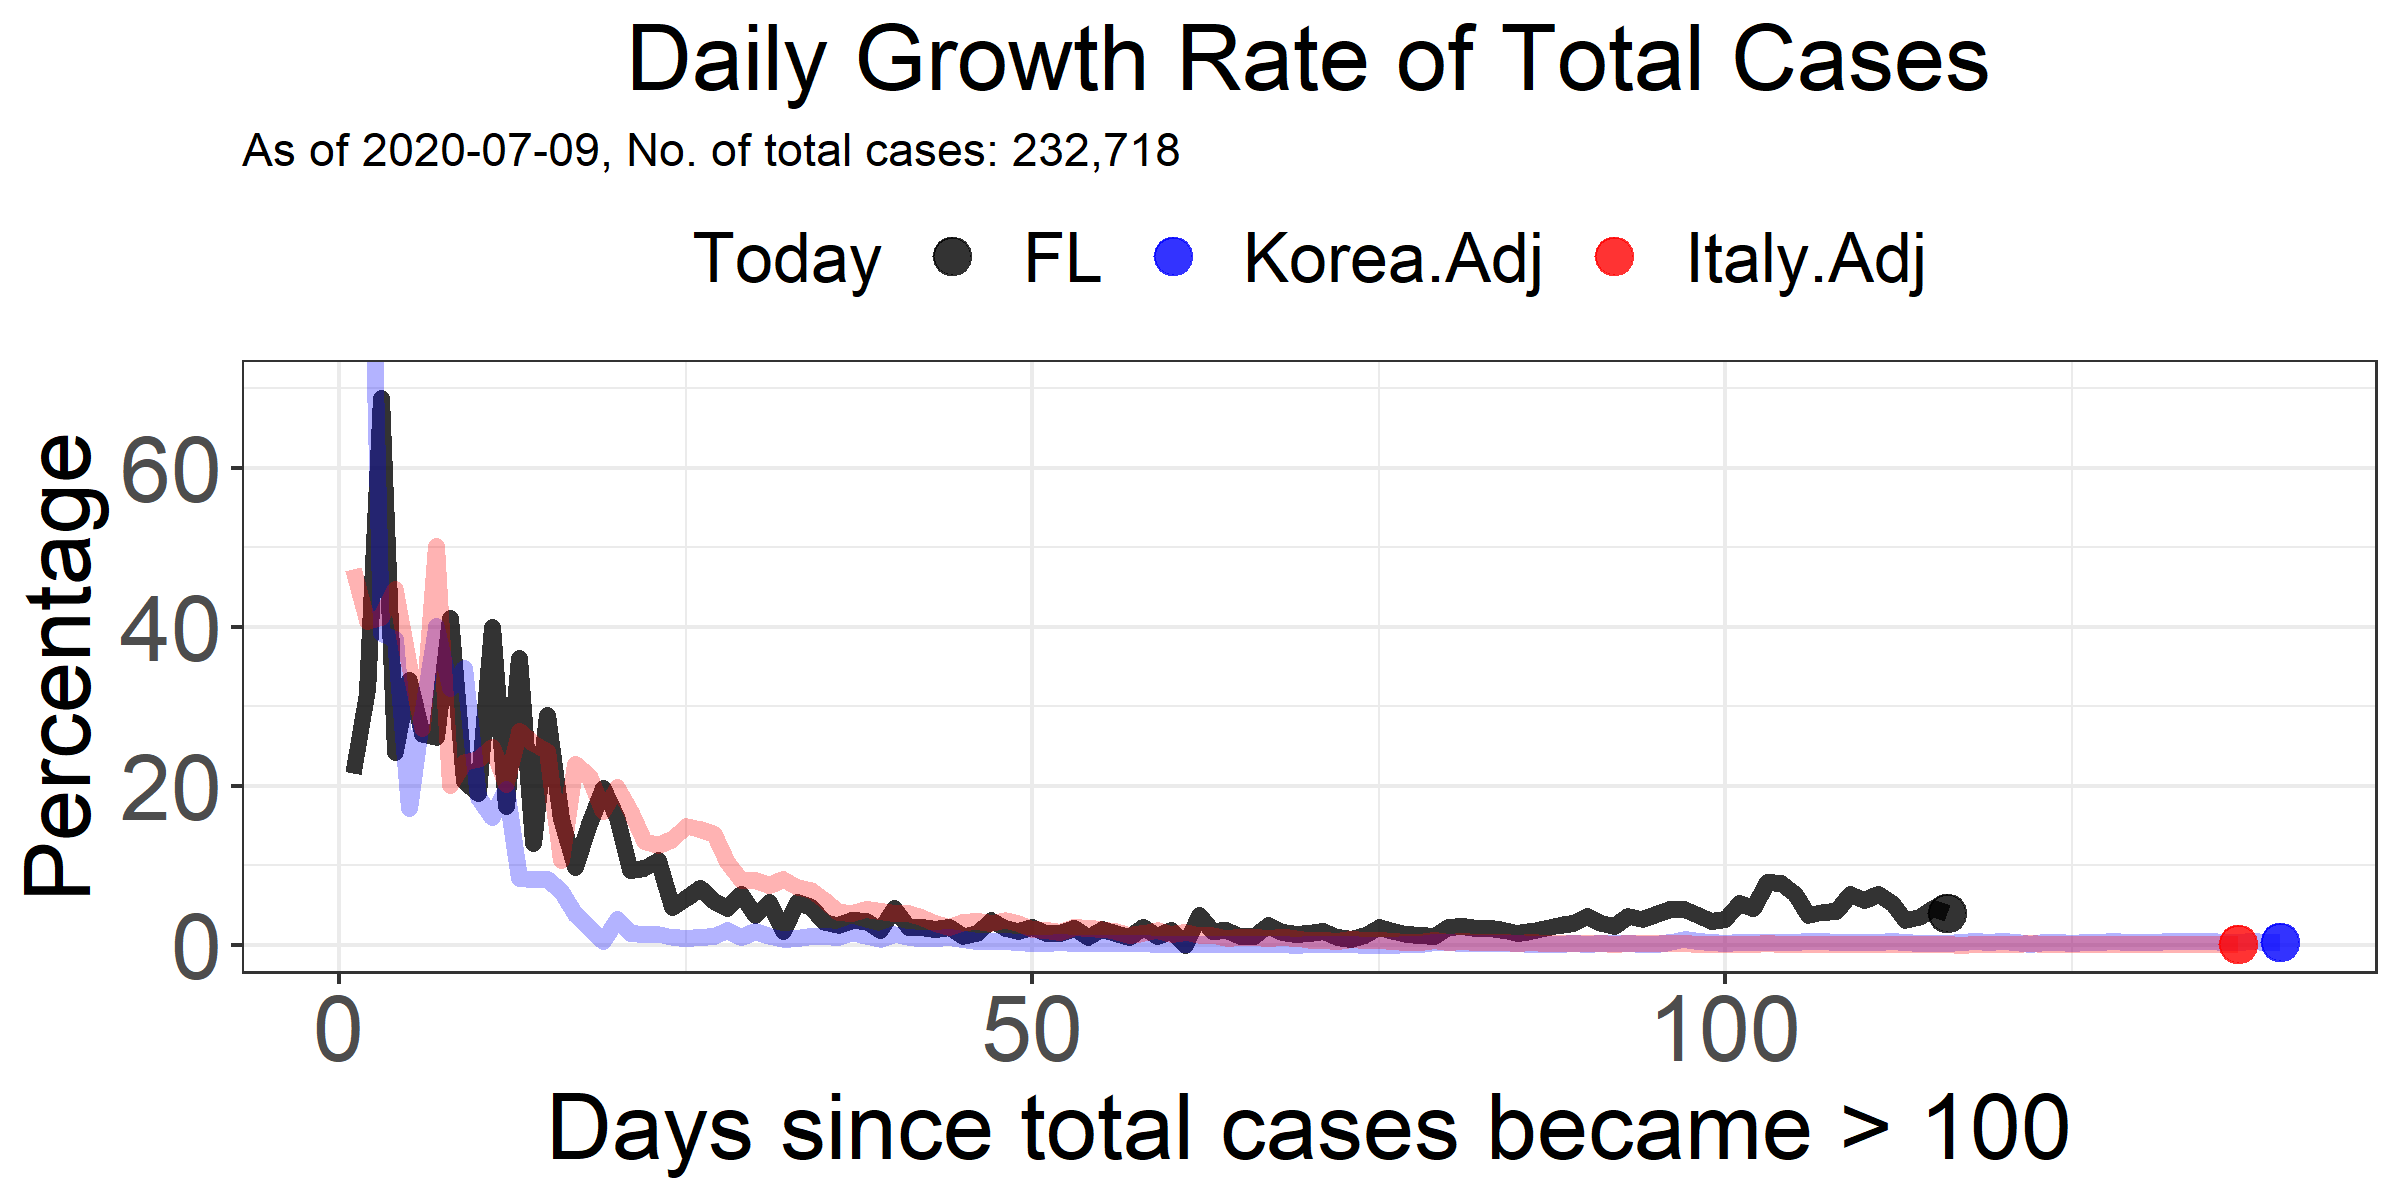 Daily Growth Rate of Total Cases
As of 2020-07-09, No. of total cases: 232,718
Today FL Korea.Adj Italy.Adj
Percentage
60
40
20
0
0 50 100
Days since total cases became > 100